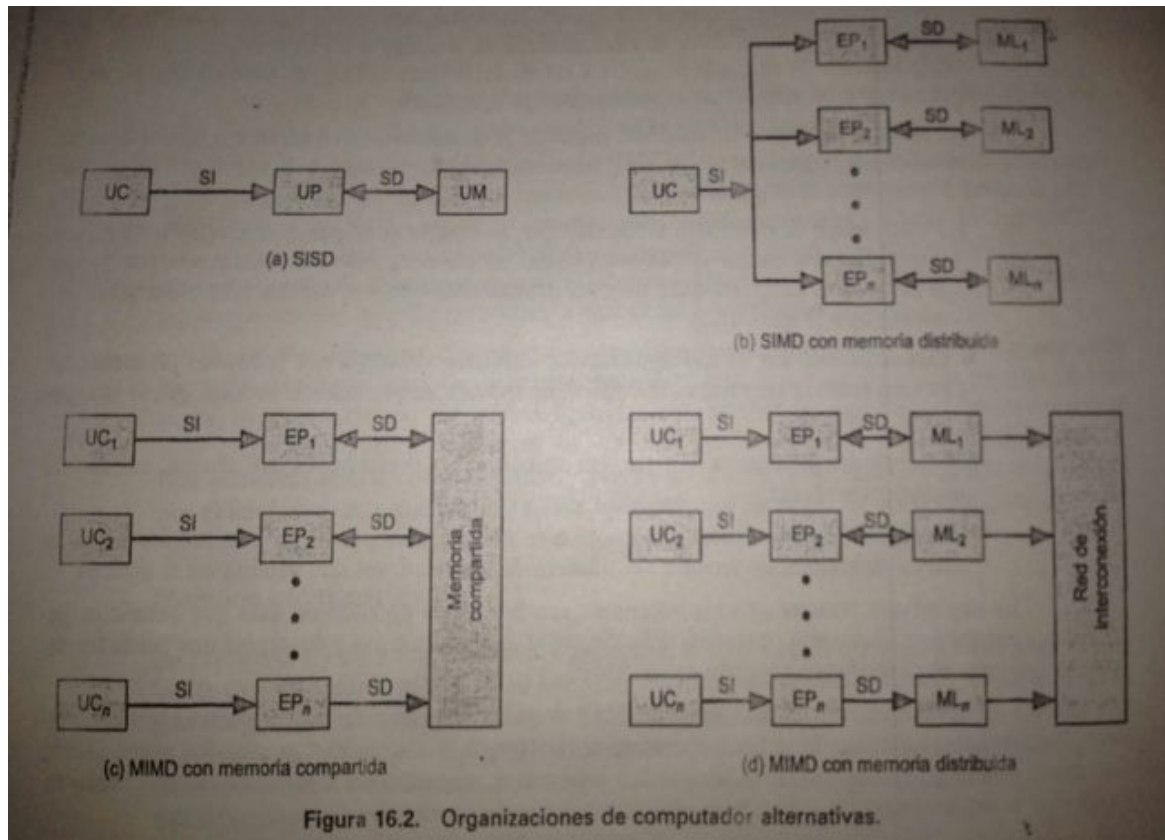 UC SI UP SD UM
(a) SISD
UC SI
EP1 SD ML1
EP2 SD ML2
EPn SD MLn
(b) SIMD con memoria distribuida
UC1 SI EP1 SD
UC2 SI EP2 SD
UCn SI EPn SD
Memoria
compartida
(c) MIMD con memoria compartida
UC1 SI EP1 SD ML1
UC2 SI EP2 SD ML2
UCn SI EPn SD MLn
Red de
interconexión
(d) MIMD con memoria distribuida
Figura 16.2. Organizaciones de computador alternativas.